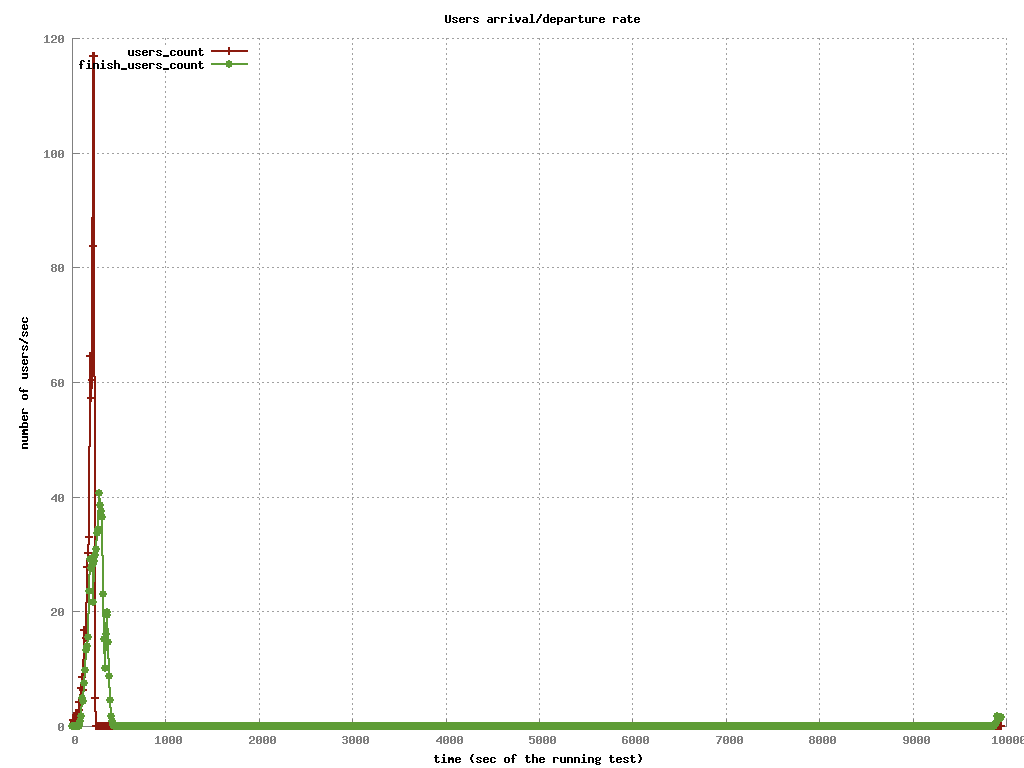 Users arrival/departure rate
120
users_count
finish_users_count
100
80
60
40
20
0
number of users/sec
0 1000 2000 3000 4000 5000 6000 7000 8000 9000 10000
time (sec of the running test)